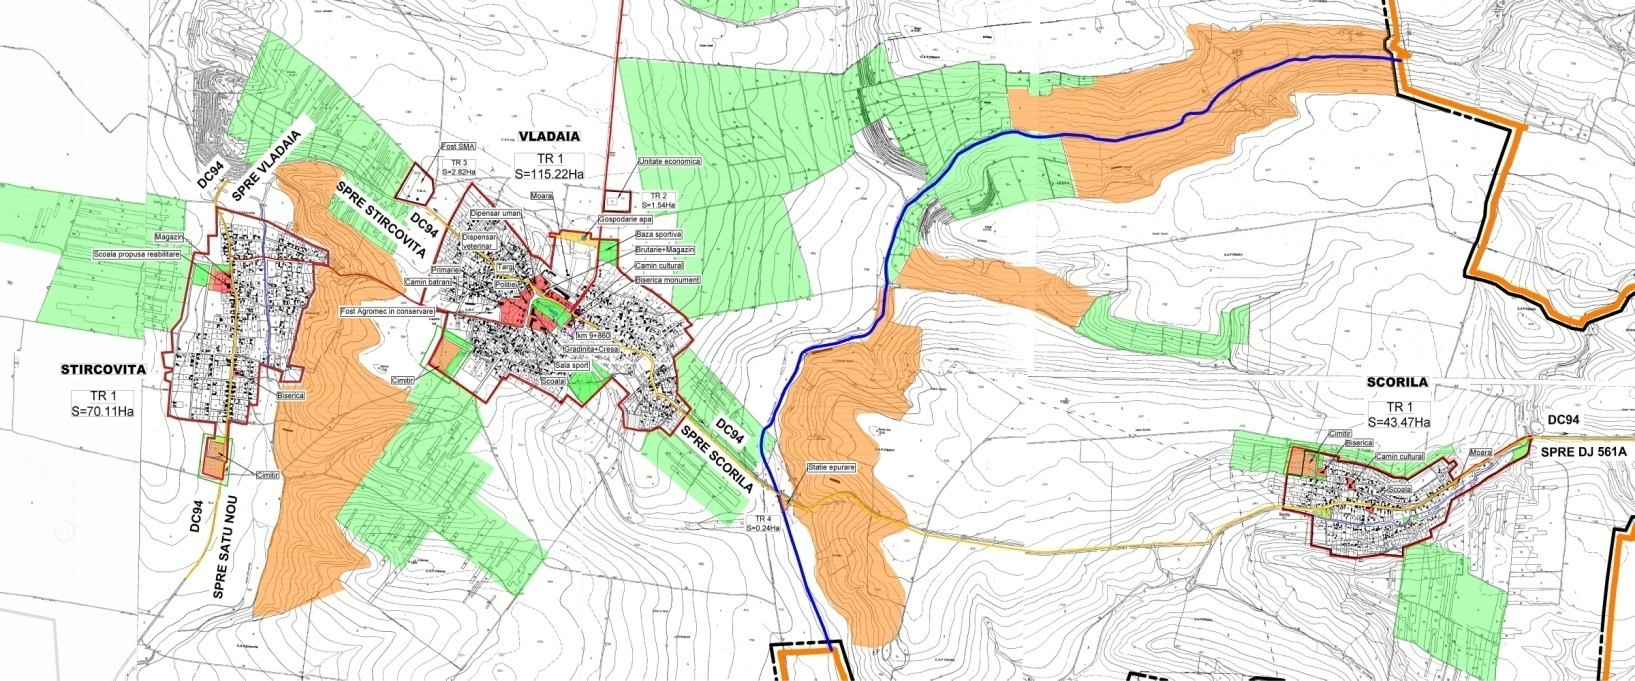 DC94
SPRE VLADAIA
Magazin
Scoala propusa reabilitare
STIRCOVITA
TR 1
S=70.11Ha
Biserica
Cimitir
DC94
SPRE SATU NOU
SPRE STIRCOVITA
DC94
Fost SMA
TR 3
S=2.82Ha
VLADAIA
TR 1
S=115.22Ha
Moara
Unitate economica
TR 2
S=1.54Ha
Gospodarie apa
Baza sportiva
Brutarie+Magazin
Camin cultural
Biserica monument
Dipensar uman
Dispensar
veterinar
Primarie
Targ
Camin batrani
Politie
Fost Agromec in conservare
km 9+860
Gradinita+Cresa
Sala sport
Scoala
Cimitir
DC94
SPRE SCORILA
Statie epurare
TR 4
S=0.24Ha
SCORILA
TR 1
S=43.47Ha
Cimitir
Biserica
Camin cultural
Moara
Scoala
DC94
SPRE DJ 561A